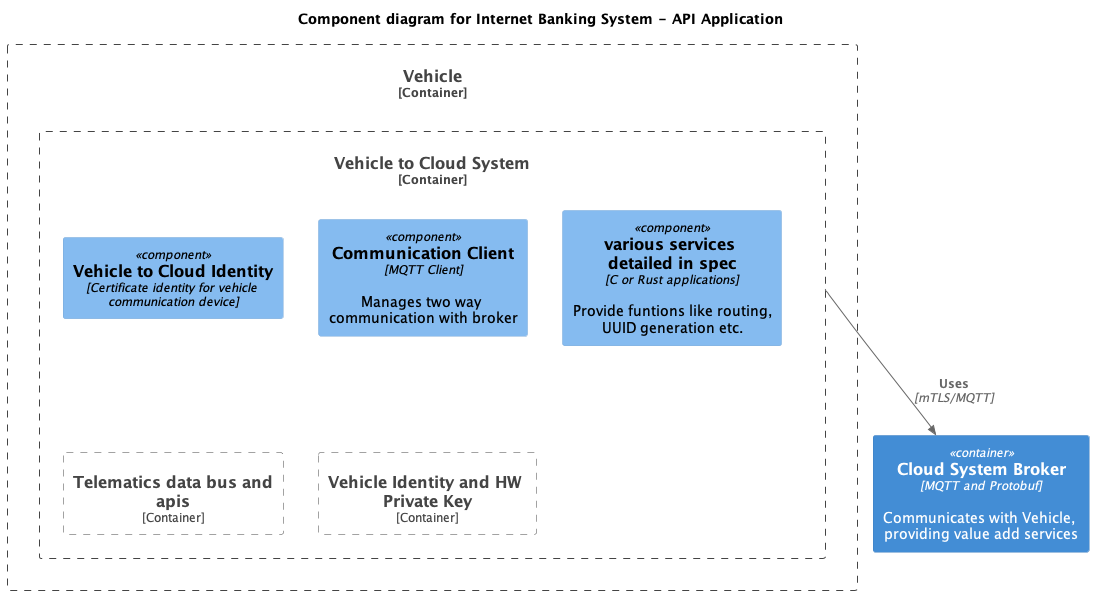 Component diagram for Internet Banking System - API Application
Vehicle
[Container]
Vehicle to Cloud System
[Container]
«component»
Vehicle to Cloud Identity
[Certificate identity for vehicle
communication device]
«component»
Communication Client
[MQTT Client]
Manages two way
communication with broker
«component»
various services
detailed in spec
[C or Rust applications]
Provide funtions like routing,
UUID generation etc.
Uses
[mTLS/MQTT]
Telematics data bus and
apis
[Container]
Vehicle Identity and HW
Private Key
[Container]
«container»
Cloud System Broker
[MQTT and Protobuf]
Communicates with Vehicle,
providing value add services